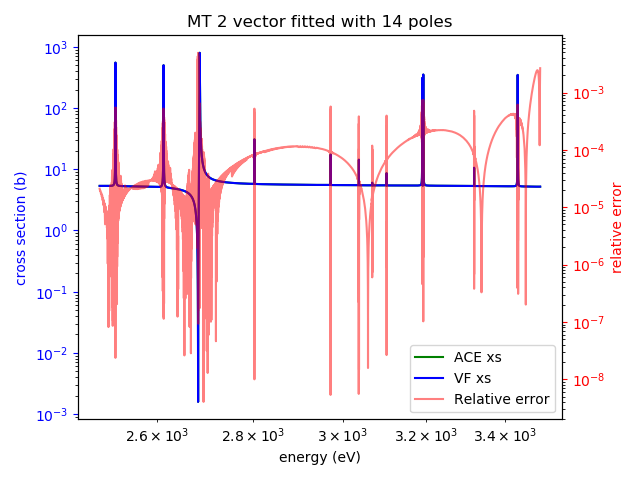 MT 2 vector fitted with 14 poles
cross section (b)
10³
10²
10¹
10⁰
10⁻¹
10⁻²
10⁻³
10⁻³
10⁻⁴
10⁻⁵
10⁻⁶
10⁻⁷
10⁻⁸
relative error
ACE xs
VF xs
Relative error
2.6 × 10³ 2.8 × 10³ 3 × 10³ 3.2 × 10³ 3.4 × 10³
energy (eV)